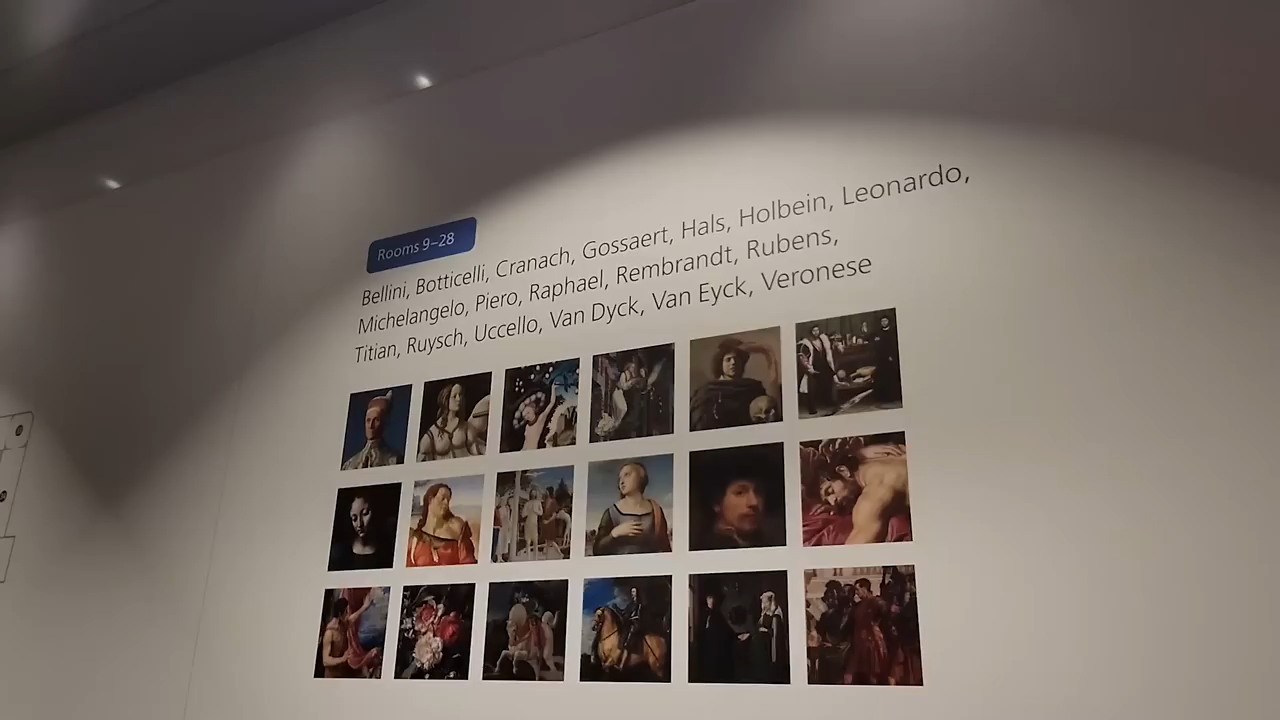 Rooms 9–28
Bellini, Botticelli, Cranach, Gossaert, Hals, Holbein, Leonardo,
Michelangelo, Piero, Raphael, Rembrandt, Rubens,
Titian, Ruysch, Uccello, Van Dyck, Van Eyck, Veronese